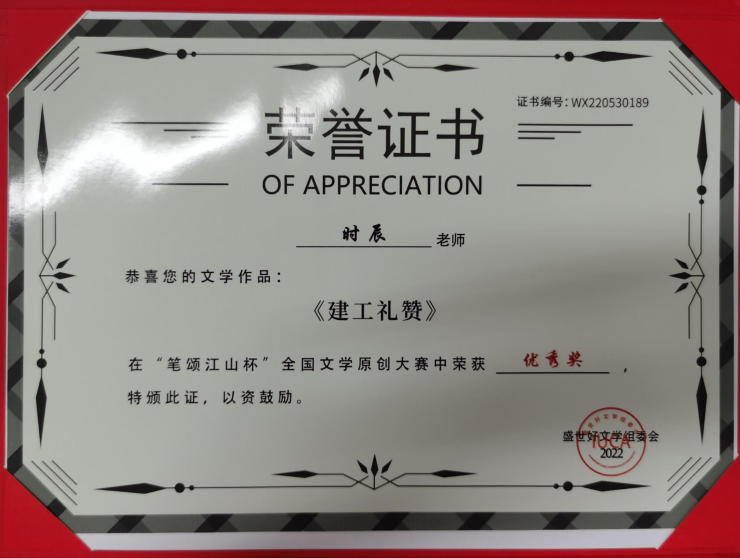 证书编号：WX220530189
荣誉证书
OF APPRECIATION
时辰 老师
恭喜您的文学作品：
《建工礼赞》
在“笔颂江山杯”全国文学原创大赛中荣获 优秀奖，
特颁此证，以资鼓励。
盛世好文学组委会
IUCA
2022